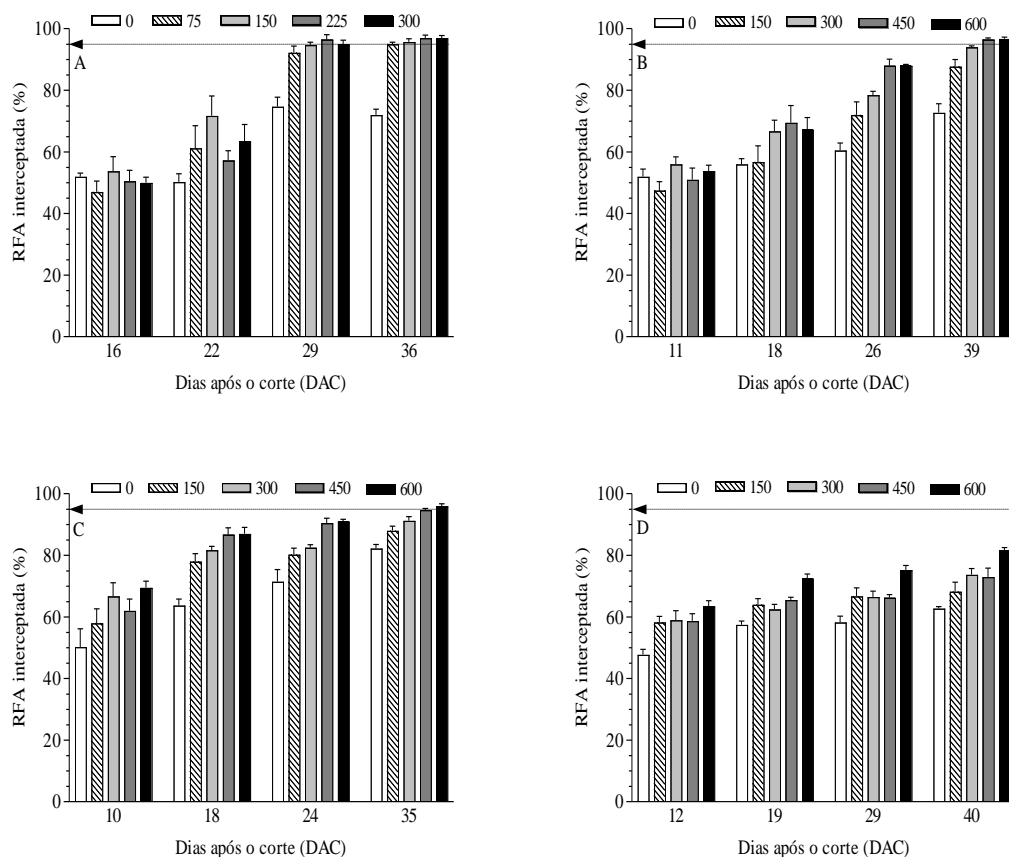 0 75 150 225 300
100
80
60
40
20
0
RFA interceptada (%)
A
16 22 29 36
Dias após o corte (DAC)
0 150 300 450 600
100
80
60
40
20
0
RFA interceptada (%)
B
11 18 26 39
Dias após o corte (DAC)
0 150 300 450 600
100
80
60
40
20
0
RFA interceptada (%)
C
10 18 24 35
Dias após o corte (DAC)
0 150 300 450 600
100
80
60
40
20
0
RFA interceptada (%)
D
12 19 29 40
Dias após o corte (DAC)